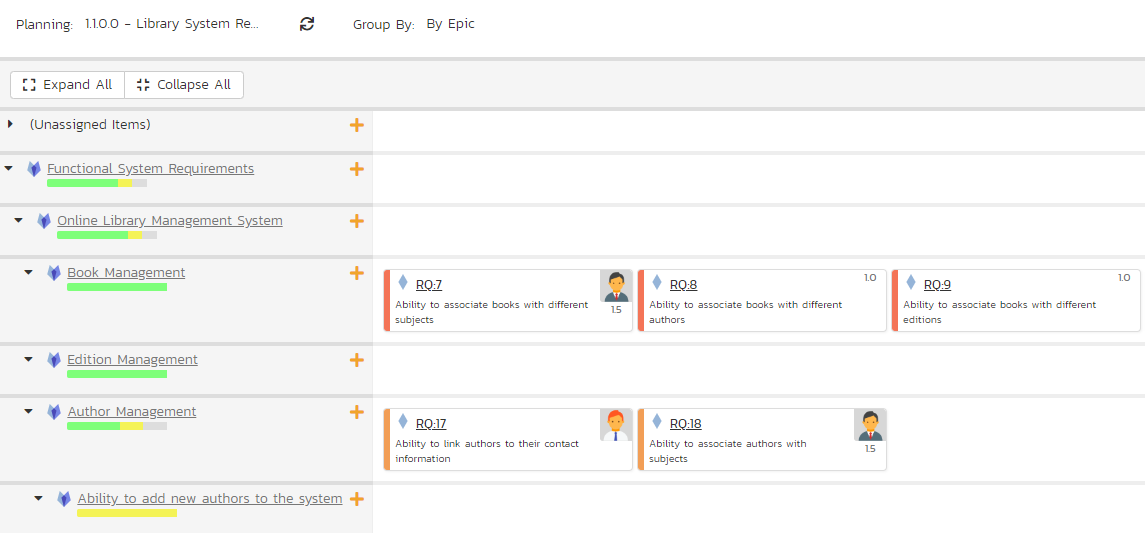 Planning: 1.1.0.0 - Library System Re... Group By: By Epic
Expand All Collapse All
(Unassigned Items)
Functional System Requirements
Online Library Management System
Book Management
RQ:7
Ability to associate books with different
subjects
1.5
RQ:8
1.0
Ability to associate books with different
authors
RQ:9
1.0
Ability to associate books with different
editions
Edition Management
Author Management
RQ:17
Ability to link authors to their contact
information
RQ:18
Ability to associate authors with
subjects
1.5
Ability to add new authors to the system